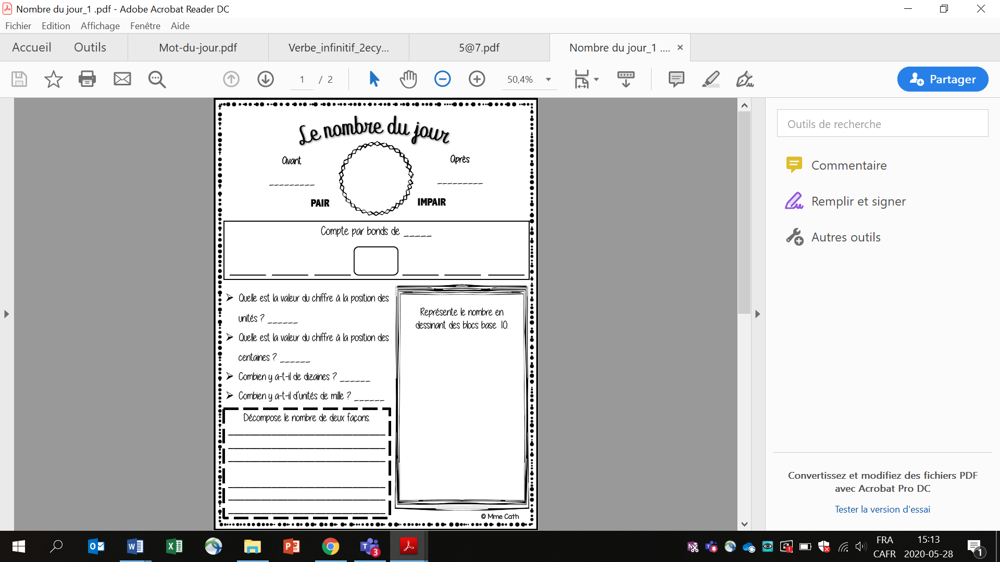 Nombre du jour_1 .pdf - Adobe Acrobat Reader DC
Fichier Edition Affichage Fenêtre Aide
Accueil Outils Mot-du-jour.pdf Verbe_infinitif_2ecy... 5@7.pdf Nombre du jour_1 ....
1 / 2 50,4% Partager
Le nombre du jour
Avant Après
_________ _________
PAIR IMPAIR
Compte par bonds de _____
Quelle est la valeur du chiffre à la position des
unités ? ______
Quelle est la valeur du chiffre à la position des
centaines ? ______
Combien y a-t-il de dizaines ? ______
Combien y a-t-il d'unités de mille ? ______
Décompose le nombre de deux façons.
Représente le nombre en
dessinant des blocs base 10.
© Mme Cath
Outils de recherche
Commentaire
Remplir et signer
Autres outils
Convertissez et modifiez des fichiers PDF
avec Acrobat Pro DC
Tester la version d'essai
FRA
CAFR
15:13
2020-05-28
3
1